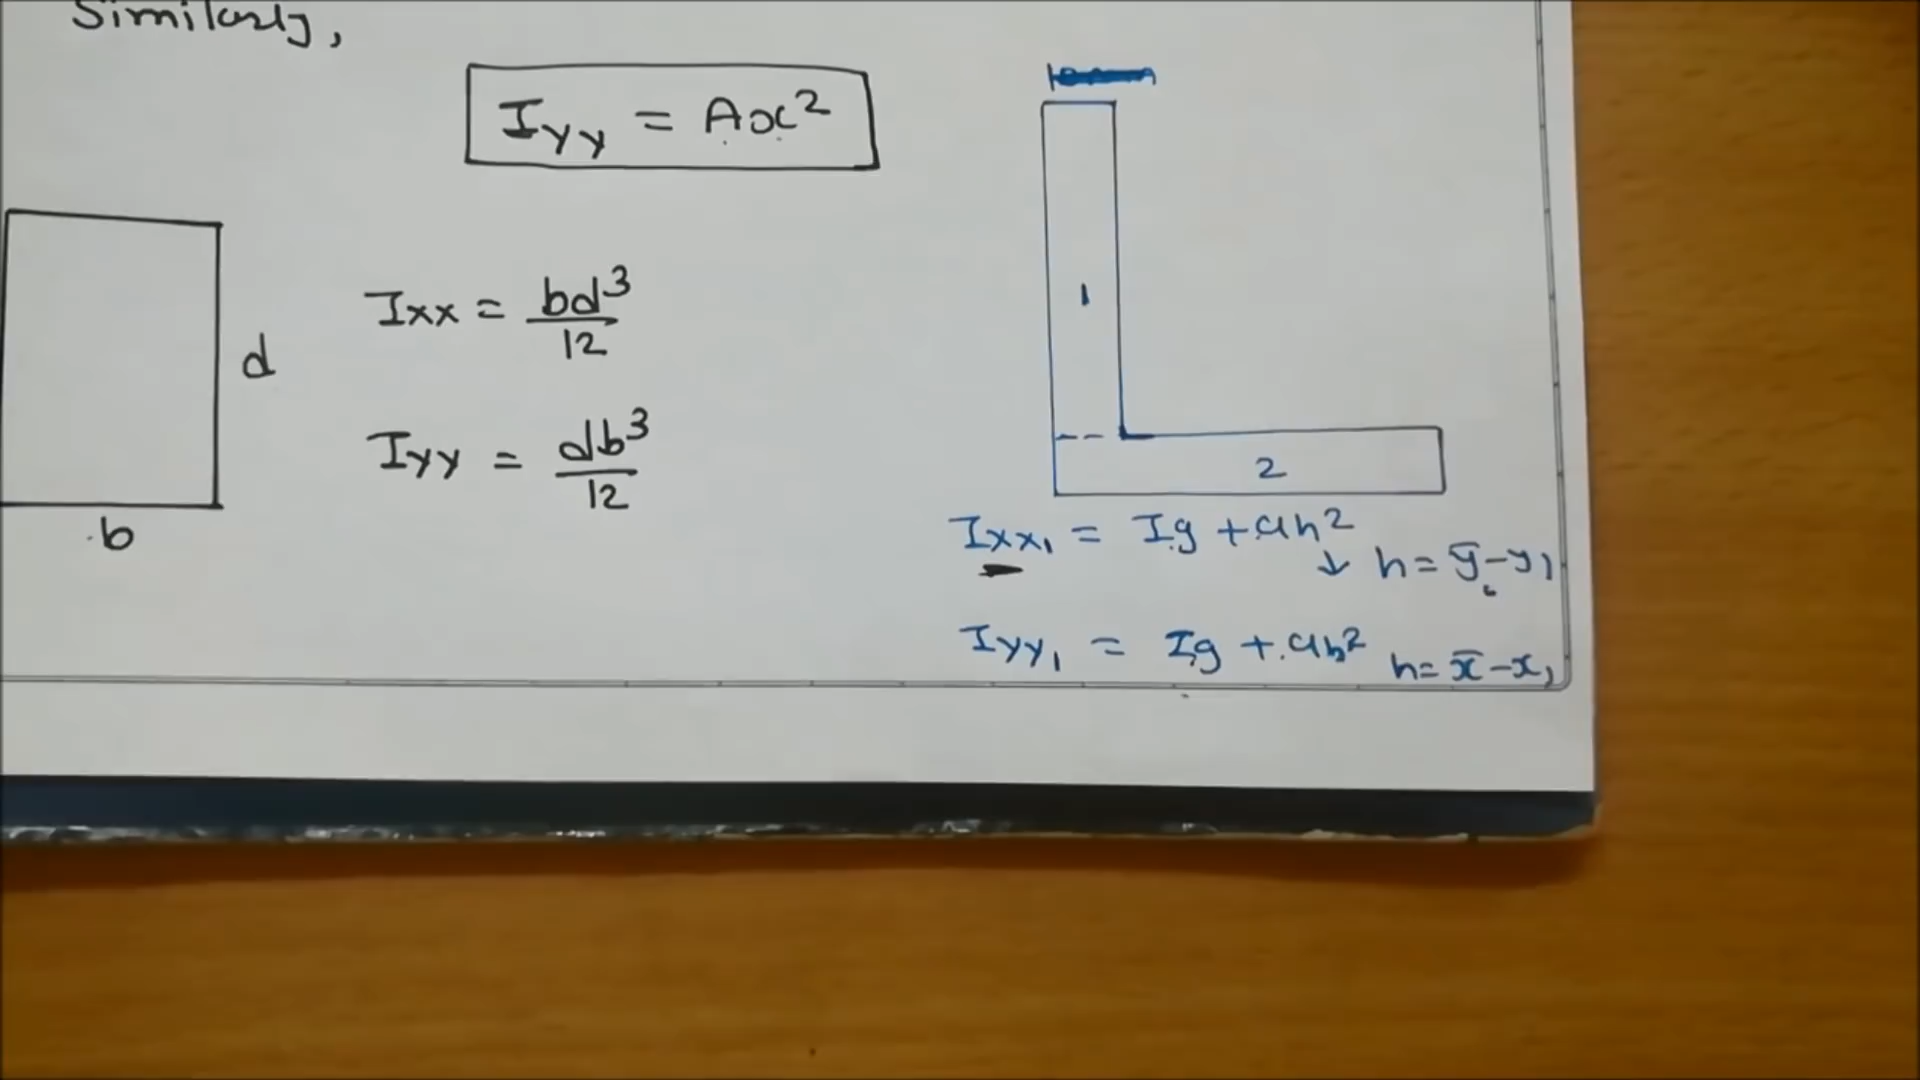 Similarly,
Iyy = Ax²
d
b
Ixx = bd³/12
Iyy = db³/12
1
2
Ixx₁ = Ig + ah²
↓ h = ȳ - y₁
Iyy₁ = Ig + ah² h = x̄ - x₁